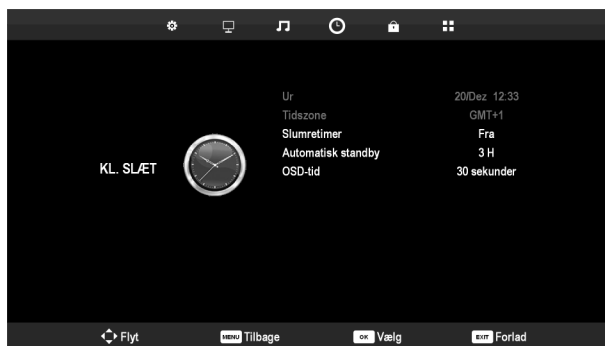 Ur 20/Dez 12:33
Tidszone GMT+1
Slumretimer Fra
Automatisk standby 3 H
OSD-tid 30 sekunder
KL. SLÆT
Flyt MENU Tilbage OK Vælg EXIT Forlad